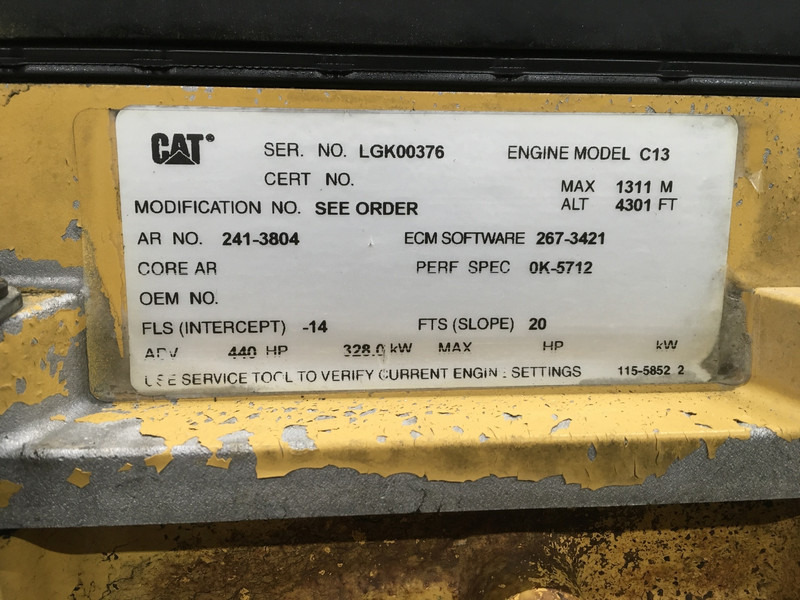 CAT® SER. NO. LGK00376 ENGINE MODEL C13
CERT NO. MAX 1311 M
MODIFICATION NO. SEE ORDER ALT 4301 FT
AR NO. 241-3804 ECM SOFTWARE 267-3421
CORE AR PERF SPEC 0K-5712
OEM NO.
FLS (INTERCEPT) -14 FTS (SLOPE) 20
ADV 440 HP 328.0 kW MAX HP kW
USE SERVICE TOOL TO VERIFY CURRENT ENGINE SETTINGS 115-5852 2